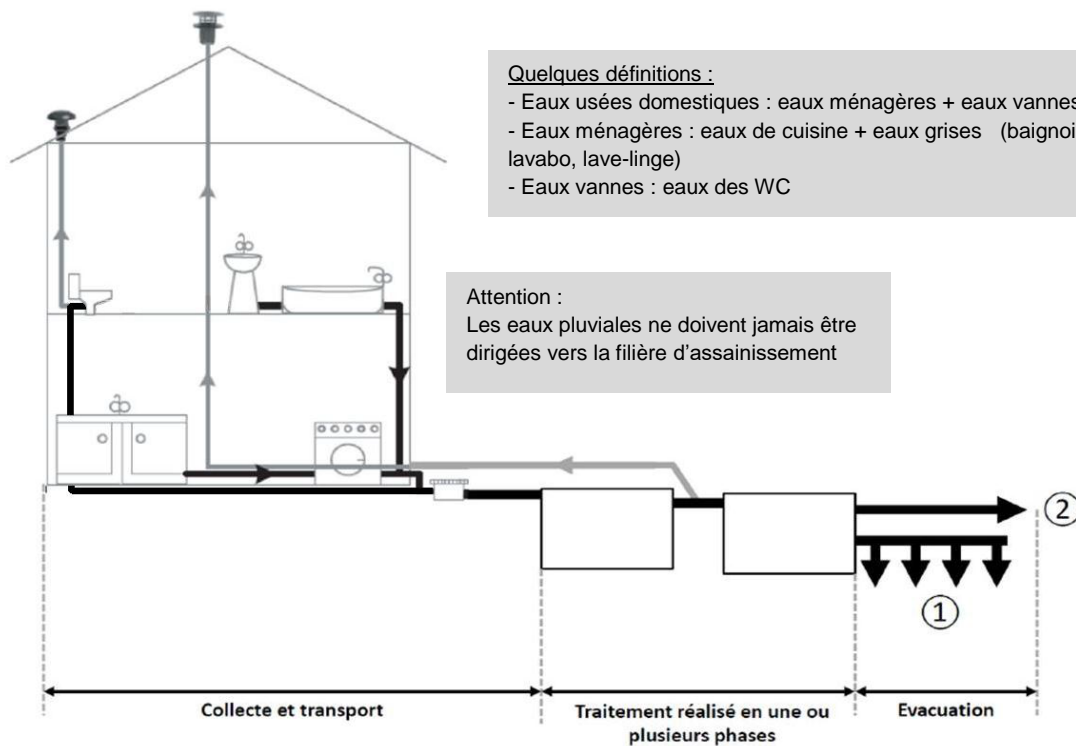 Quelques définitions :
- Eaux usées domestiques : eaux ménagères + eaux vannes
- Eaux ménagères : eaux de cuisine + eaux grises (baignoi
lavabo, lave-linge)
- Eaux vannes : eaux des WC
Attention :
Les eaux pluviales ne doivent jamais être
dirigées vers la filière d'assainissement
②
①
Collecte et transport
Traitement réalisé en une ou
plusieurs phases
Evacuation